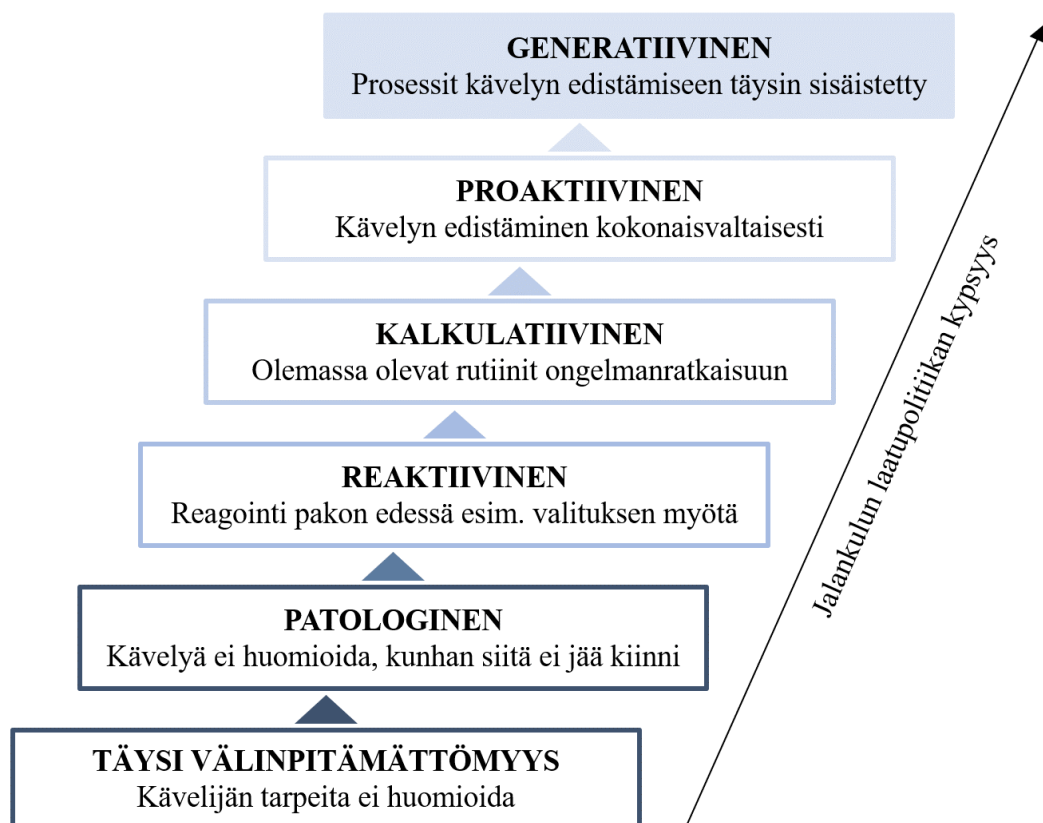 GENERATIIVINEN
Prosessit kävelyn edistämiseen täysin sisäistetty
PROAKTIIVINEN
Kävelyn edistäminen kokonaisvaltaisesti
KALKULATIIVINEN
Olemassa olevat rutiinit ongelmanratkaisuun
REAKTIIVINEN
Reagointi pakon edessä esim. valituksen myötä
PATOLOGINEN
Kävelyä ei huomioida, kunhan siitä ei jää kiinni
TÄYSI VÄLINPITÄMÄTTÖMYYS
Kävelijän tarpeita ei huomioida
Jalankulun laatupolitiikan kypsyys